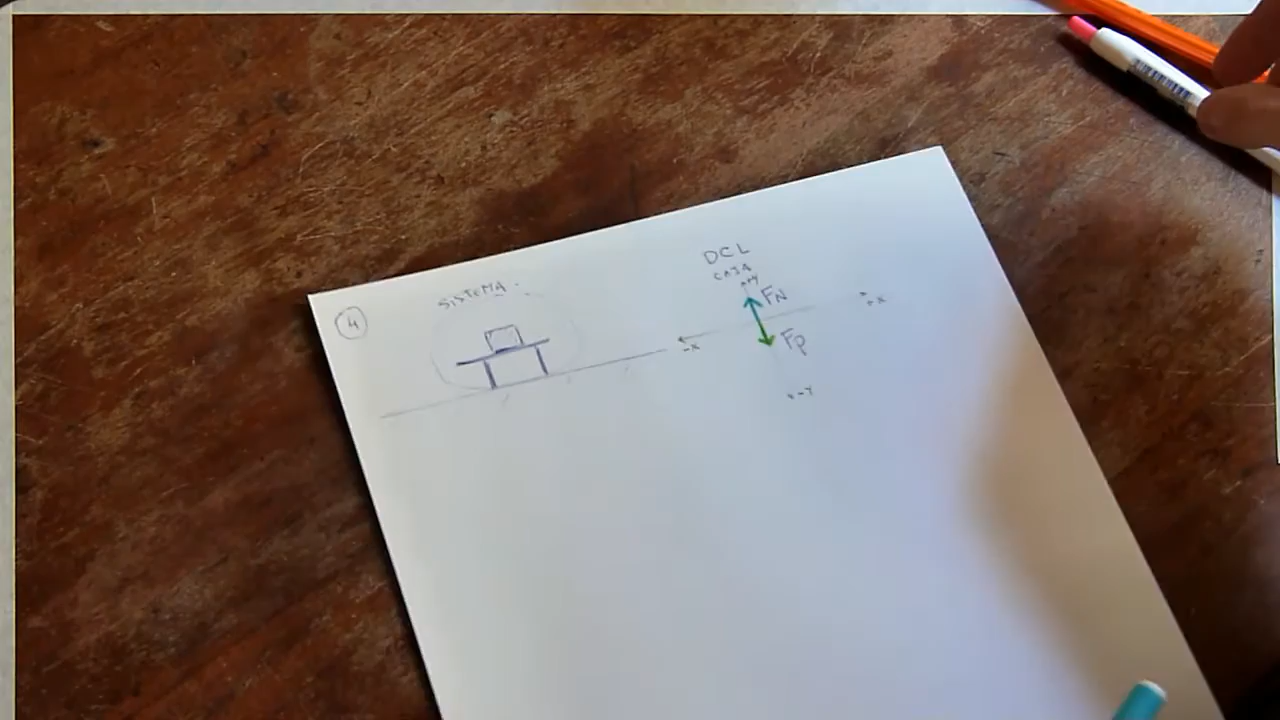 4
SISTEMA
DCL
CAJA
+y
FN
+x
-x
Fp
-y